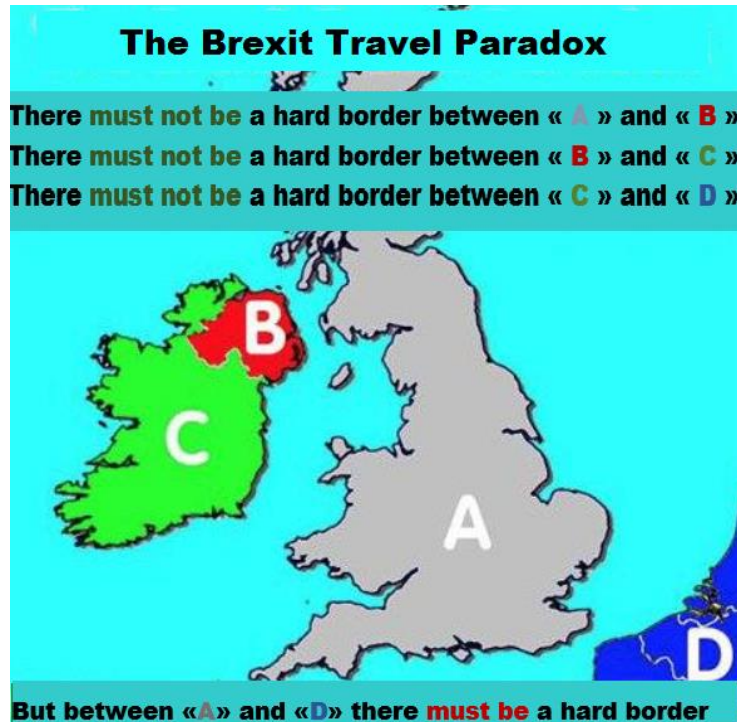 The Brexit Travel Paradox
There must not be a hard border between « A » and « B »
There must not be a hard border between « B » and « C »
There must not be a hard border between « C » and « D »
B
C
A
D
But between «A» and «D» there must be a hard border